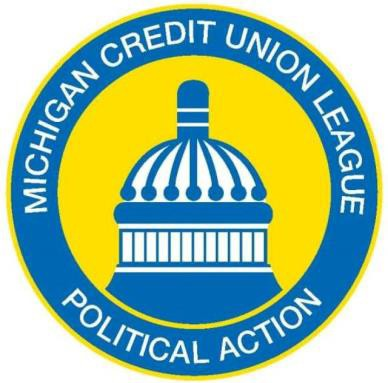 MICHIGAN CREDIT UNION LEAGUE
POLITICAL ACTION